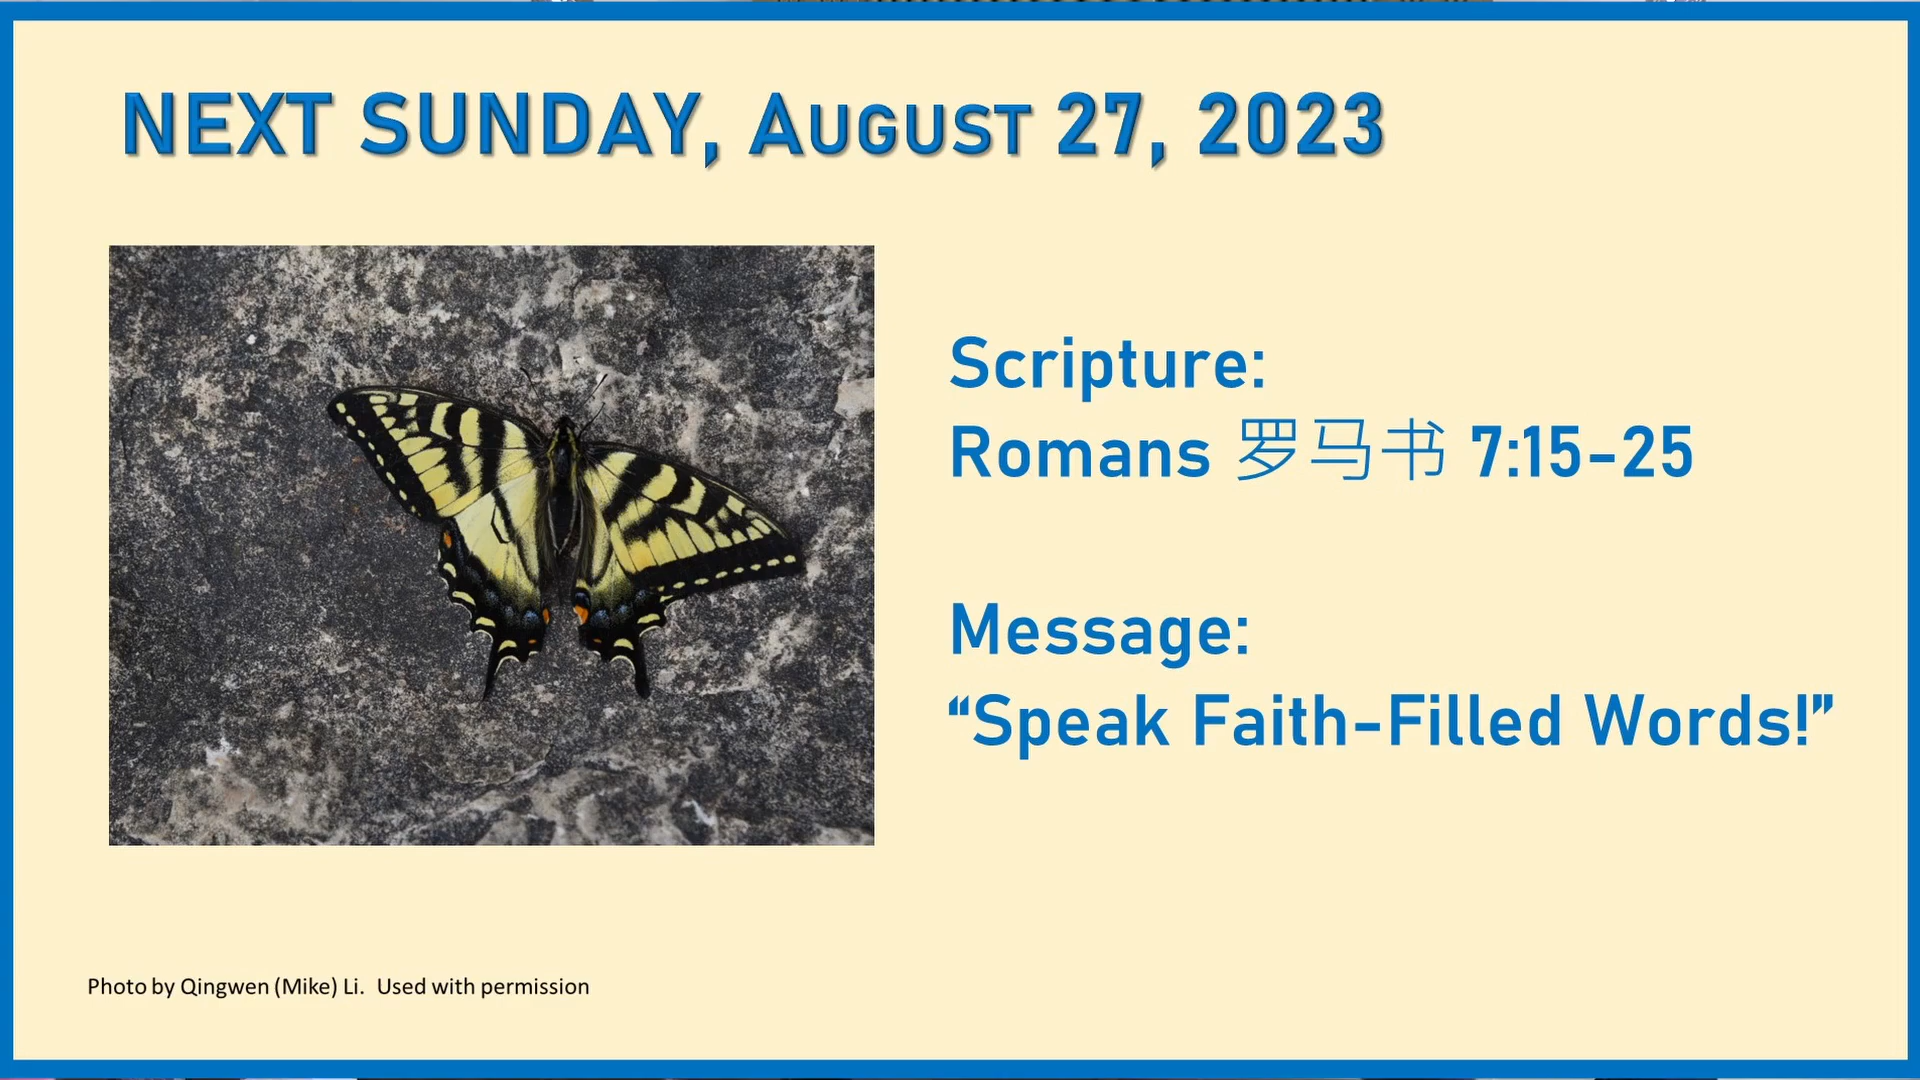 NEXT SUNDAY, AUGUST 27, 2023
Scripture:
Romans 罗马书 7:15-25
Message:
“Speak Faith-Filled Words!”
Photo by Qingwen (Mike) Li.  Used with permission